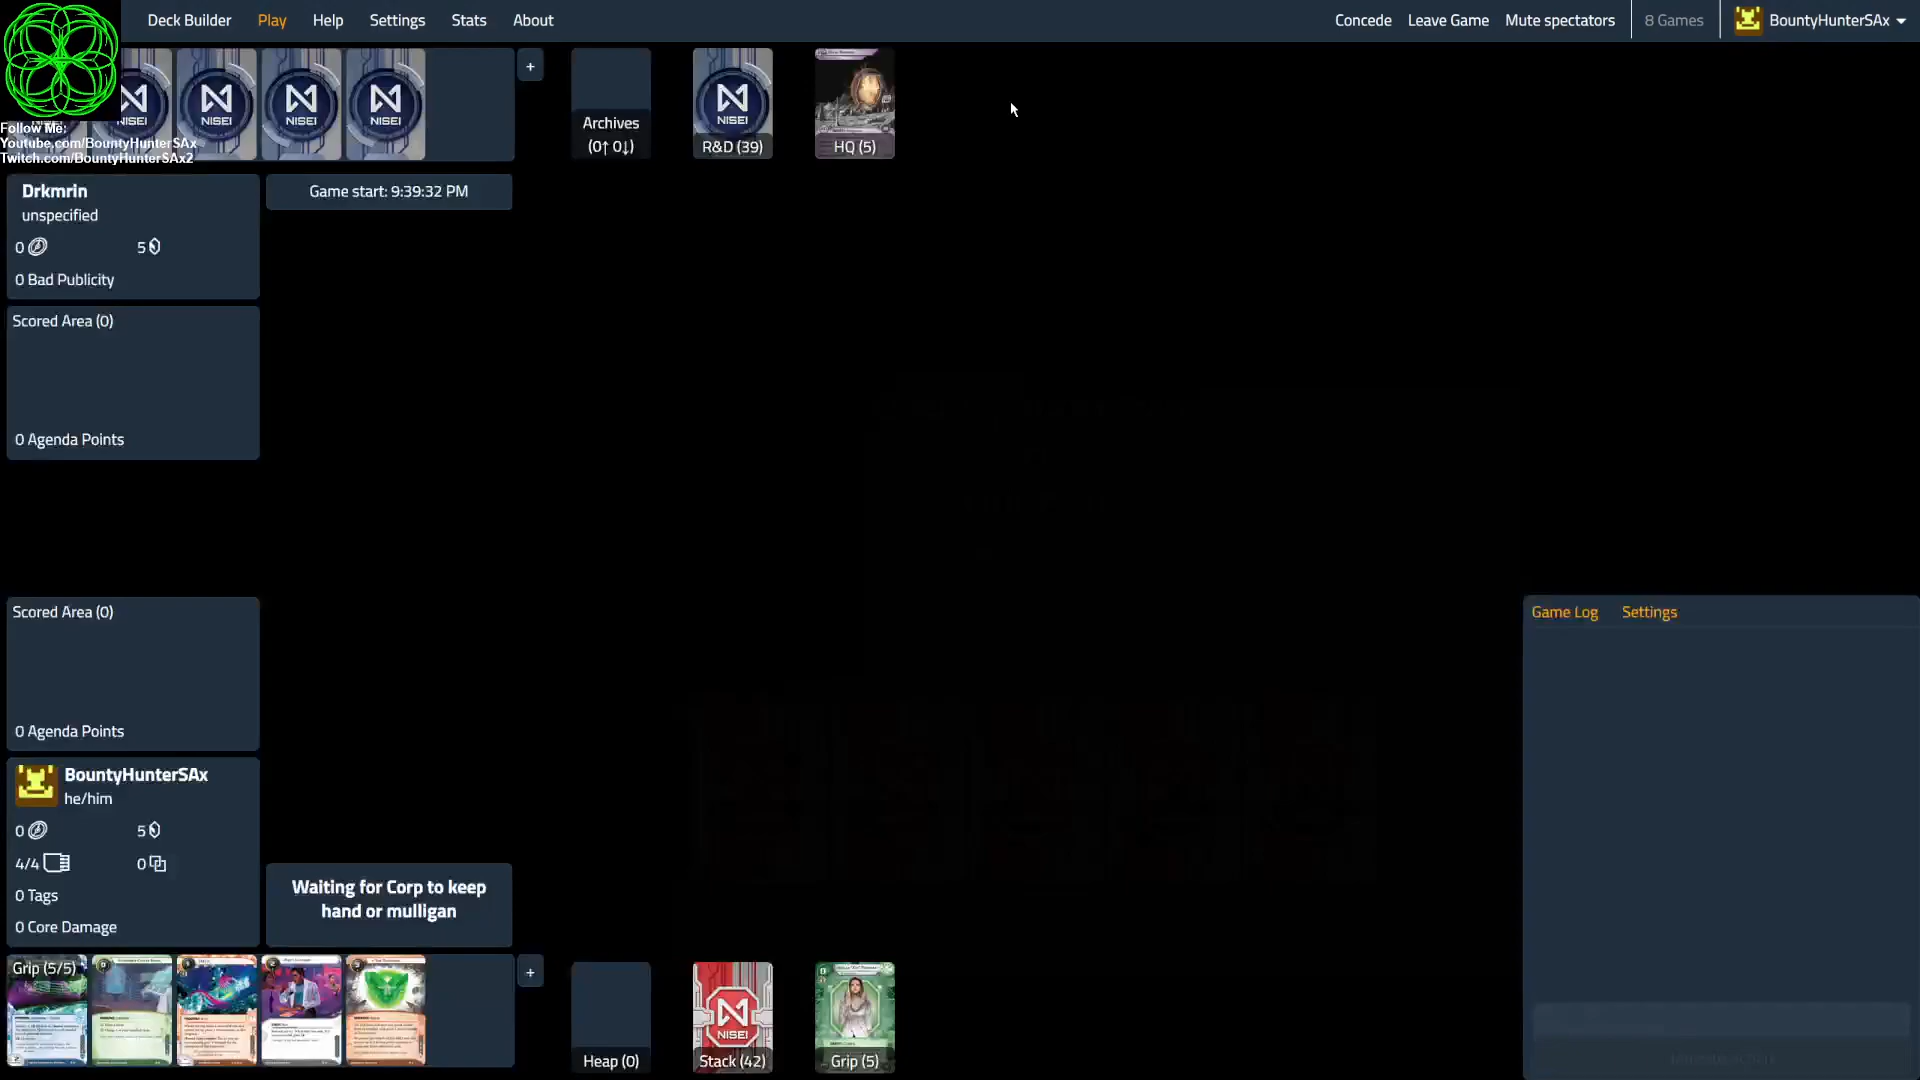 Deck Builder
Play
Help
Settings
Stats
About
Concede
Leave Game
Mute spectators
8 Games
BountyHunterSAx
NISEI
NISEI
NISEI
NISEI
+
Archives
(0↑ 0↓)
NISEI
R&D (39)
HQ (5)
Follow Me:
Youtube.com/BountyHunterSAx
Twitch.com/BountyHunterSAx2
Drkmrin
unspecified
0
5
0 Bad Publicity
Game start: 9:39:32 PM
Scored Area (0)
0 Agenda Points
Scored Area (0)
0 Agenda Points
Game Log
Settings
BountyHunterSAx
he/him
0
5
4/4
0
0 Tags
0 Core Damage
Waiting for Corp to keep
hand or mulligan
Grip (5/5)
+
Heap (0)
NISEI
Stack (42)
Grip (5)